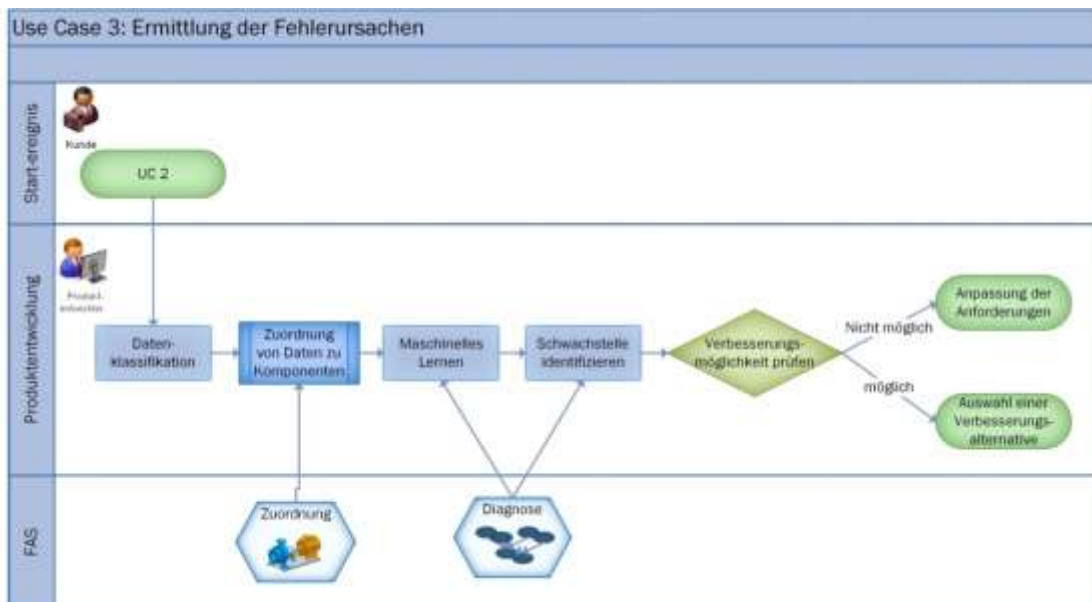 Use Case 3: Ermittlung der Fehlerursachen
Start-ereignis
Kunde
UC 2
Produktentwicklung
Produkt-
entwickler
Daten-
klassifikation
Zuordnung
von Daten zu
Komponenten
Maschinelles
Lernen
Schwachstelle
identifizieren
Verbesserungs-
möglichkeit prüfen
Nicht möglich
möglich
Anpassung der
Anforderungen
Auswahl einer
Verbesserungs-
alternative
FAS
Zuordnung
Diagnose